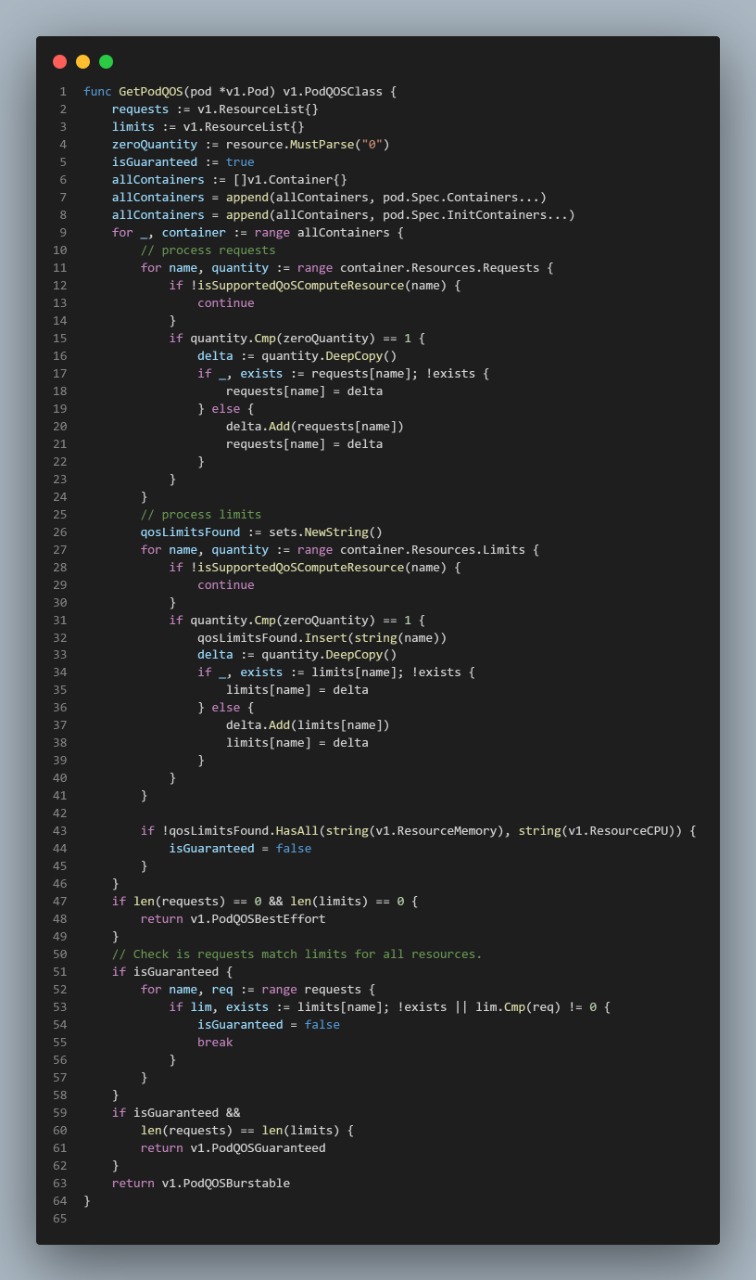 1 func GetPodQOS(pod *v1.Pod) v1.PodQOSClass {
2     requests := v1.ResourceList{}
3     limits := v1.ResourceList{}
4     zeroQuantity := resource.MustParse("0")
5     isGuaranteed := true
6     allContainers := []v1.Container{}
7     allContainers = append(allContainers, pod.Spec.Containers...)
8     allContainers = append(allContainers, pod.Spec.InitContainers...)
9     for _, container := range allContainers {
10         // process requests
11         for name, quantity := range container.Resources.Requests {
12             if !isSupportedQoSComputeResource(name) {
13                 continue
14             }
15             if quantity.Cmp(zeroQuantity) == 1 {
16                 delta := quantity.DeepCopy()
17                 if _, exists := requests[name]; !exists {
18                     requests[name] = delta
19                 } else {
20                     delta.Add(requests[name])
21                     requests[name] = delta
22                 }
23             }
24         }
25         // process limits
26         qosLimitsFound := sets.NewString()
27         for name, quantity := range container.Resources.Limits {
28             if !isSupportedQoSComputeResource(name) {
29                 continue
30             }
31             if quantity.Cmp(zeroQuantity) == 1 {
32                 qosLimitsFound.Insert(string(name))
33                 delta := quantity.DeepCopy()
34                 if _, exists := limits[name]; !exists {
35                     limits[name] = delta
36                 } else {
37                     delta.Add(limits[name])
38                     limits[name] = delta
39                 }
40             }
41         }
42
43         if !qosLimitsFound.HasAll(string(v1.ResourceMemory), string(v1.ResourceCPU)) {
44             isGuaranteed = false
45         }
46     }
47     if len(requests) == 0 && len(limits) == 0 {
48         return v1.PodQOSBestEffort
49     }
50     // Check is requests match limits for all resources.
51     if isGuaranteed {
52         for name, req := range requests {
53             if lim, exists := limits[name]; !exists || lim.Cmp(req) != 0 {
54                 isGuaranteed = false
55                 break
56             }
57         }
58     }
59     if isGuaranteed &&
60         len(requests) == len(limits) {
61         return v1.PodQOSGuaranteed
62     }
63     return v1.PodQOSBurstable
64 }
65